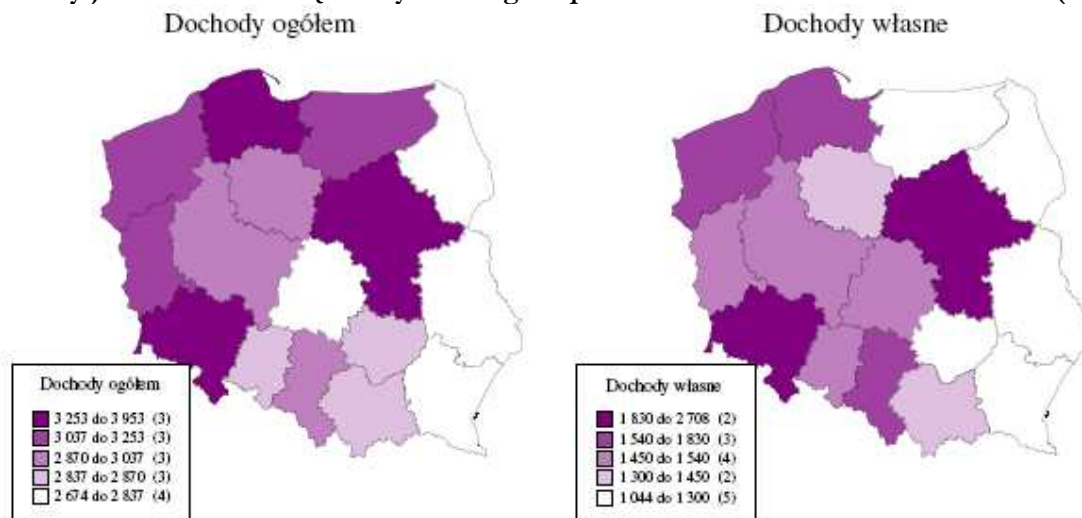 Dochody ogółem
Dochody własne
Dochody ogółem
3 253 do 3 953 (3)
3 037 do 3 253 (3)
2 870 do 3 037 (3)
2 837 do 2 870 (3)
2 674 do 2 837 (4)
Dochody własne
1 830 do 2 708 (2)
1 540 do 1 830 (3)
1 450 do 1 540 (4)
1 300 do 1 450 (2)
1 044 do 1 300 (5)